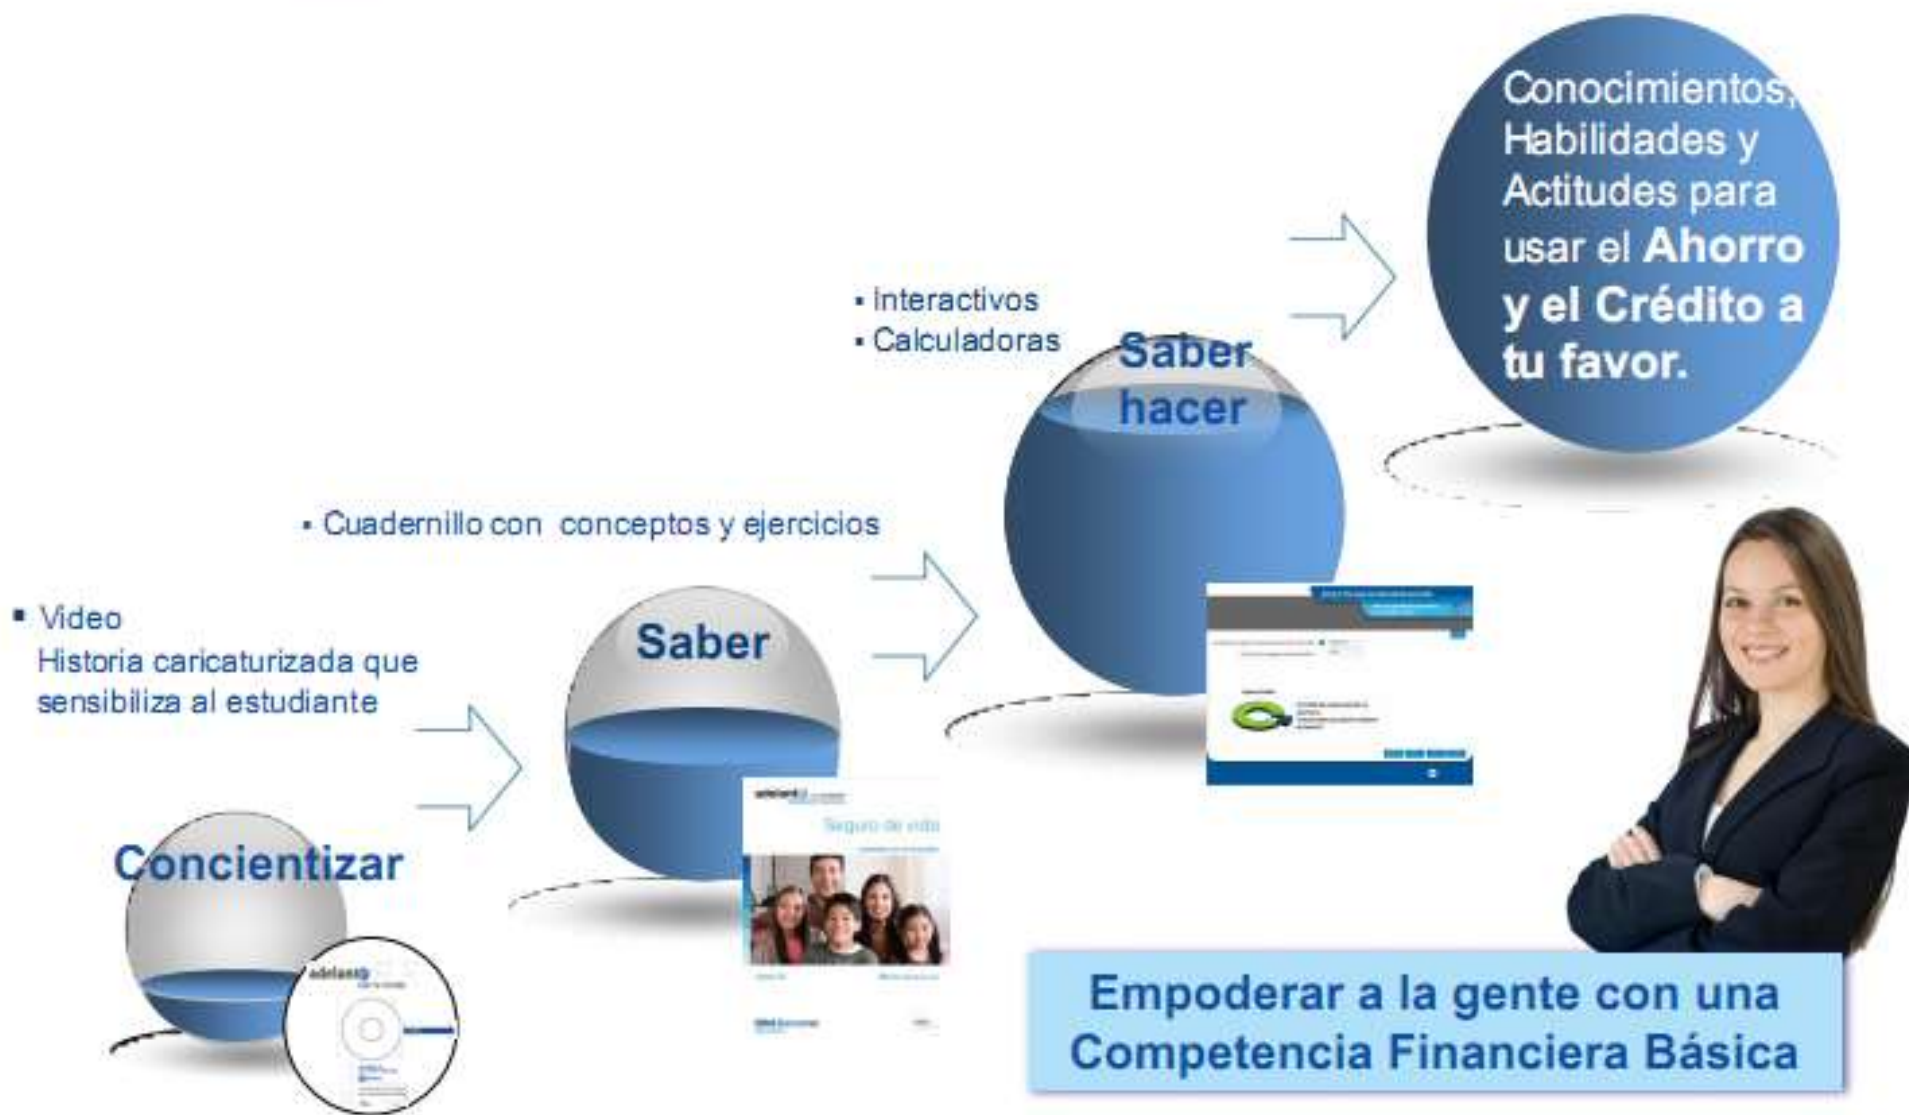 Conocimientos,
Habilidades y
Actitudes para
usar el Ahorro
y el Crédito a
tu favor.
▪ Interactivos
▪ Calculadoras
Saber
hacer
▪ Cuadernillo con conceptos y ejercicios
▪ Video
Historia caricaturizada que
sensibiliza al estudiante
Saber
Concientizar
adelant@
Seguro de vida
adelant@
Empoderar a la gente con una
Competencia Financiera Básica